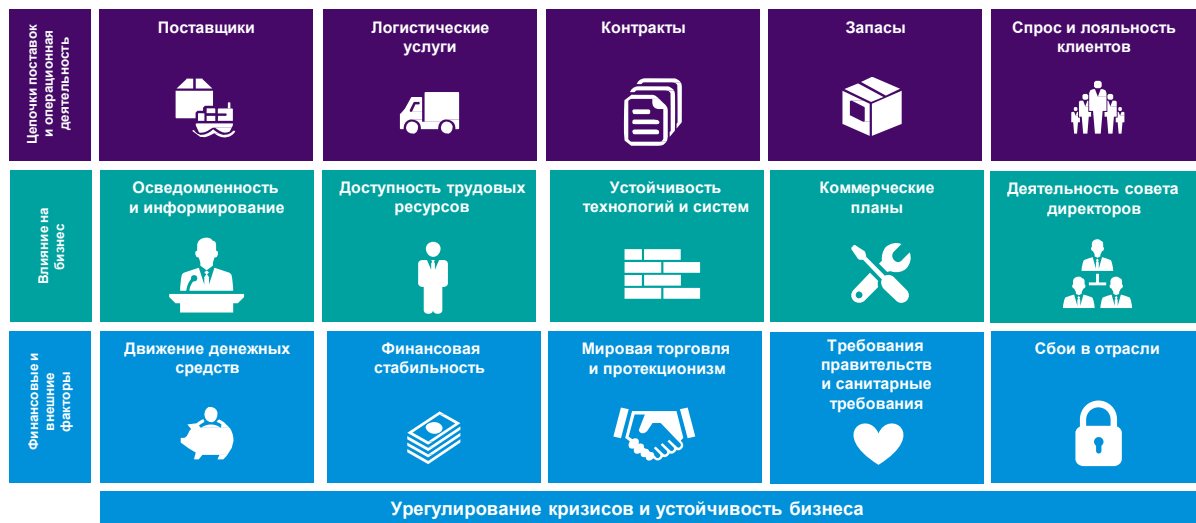 Цепочки поставок
и операционная
деятельность
Поставщики
Логистические
услуги
Контракты
Запасы
Спрос и лояльность
клиентов
Влияние на
бизнес
Осведомленность
и информирование
Доступность трудовых
ресурсов
Устойчивость
технологий и систем
Коммерческие
планы
Деятельность совета
директоров
Финансовые и
внешние
факторы
Движение денежных
средств
Финансовая
стабильность
Мировая торговля
и протекционизм
Требования
правительств
и санитарные
требования
Сбои в отрасли
Урегулирование кризисов и устойчивость бизнеса